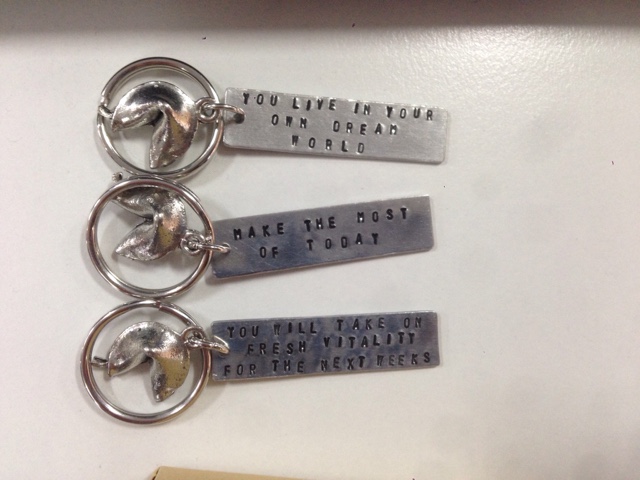 YOU LIVE IN YOUR
OWN DREAM
WORLD
MAKE THE MOST
OF TODAY
YOU WILL TAKE ON
FRESH VITALITY
FOR THE NEXT WEEKS